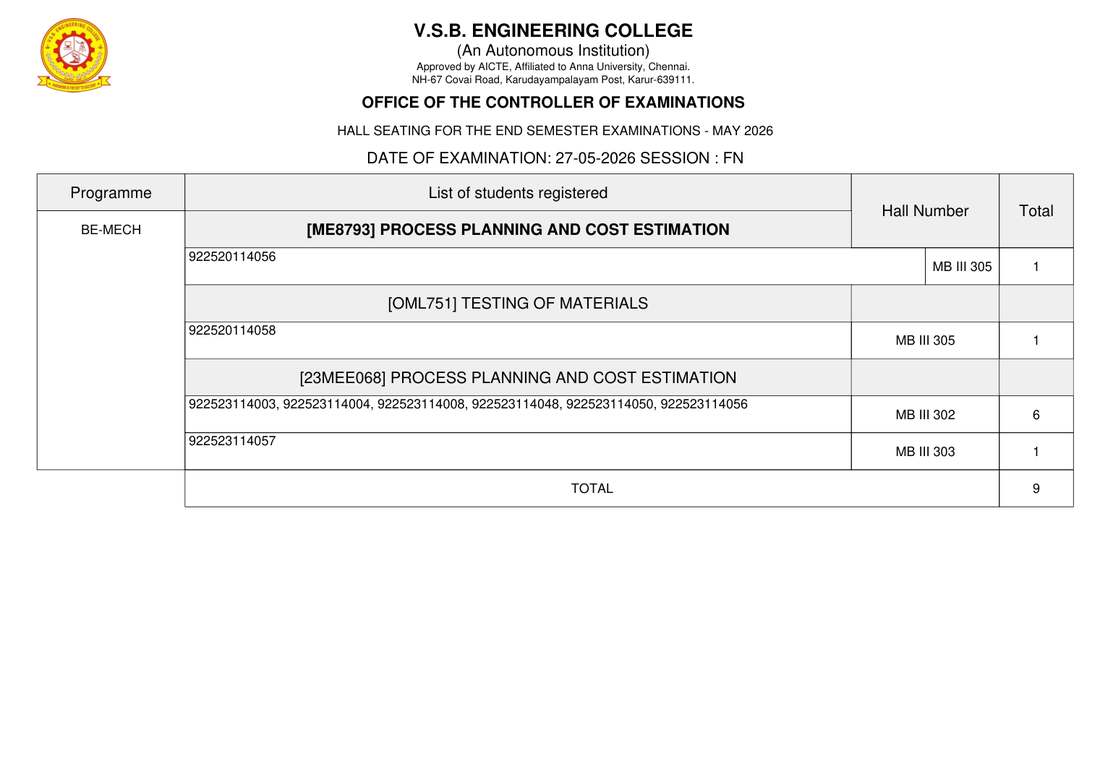 V.S.B. ENGINEERING COLLEGE
(An Autonomous Institution)
Approved by AICTE, Affiliated to Anna University, Chennai.
NH-67 Covai Road, Karudayampalayam Post, Karur-639111.
OFFICE OF THE CONTROLLER OF EXAMINATIONS
HALL SEATING FOR THE END SEMESTER EXAMINATIONS - MAY 2026
DATE OF EXAMINATION: 27-05-2026 SESSION : FN
Programme List of students registered Hall Number Total
BE-MECH [ME8793] PROCESS PLANNING AND COST ESTIMATION
922520114056 MB III 305 1
[OML751] TESTING OF MATERIALS
922520114058 MB III 305 1
[23MEE068] PROCESS PLANNING AND COST ESTIMATION
922523114003, 922523114004, 922523114008, 922523114048, 922523114050, 922523114056 MB III 302 6
922523114057 MB III 303 1
TOTAL 9